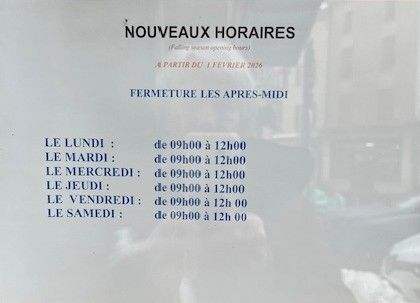 NOUVEAUX HORAIRES
(Falling season opening hours)
A PARTIR DU 1 FEVRIER 2026
FERMETURE LES APRES-MIDI
LE LUNDI : de 09h00 à 12h00
LE MARDI : de 09h00 à 12h00
LE MERCREDI : de 09h00 à 12h00
LE JEUDI : de 09h00 à 12h00
LE VENDREDI : de 09h00 à 12h 00
LE SAMEDI : de 09h00 à 12h 00